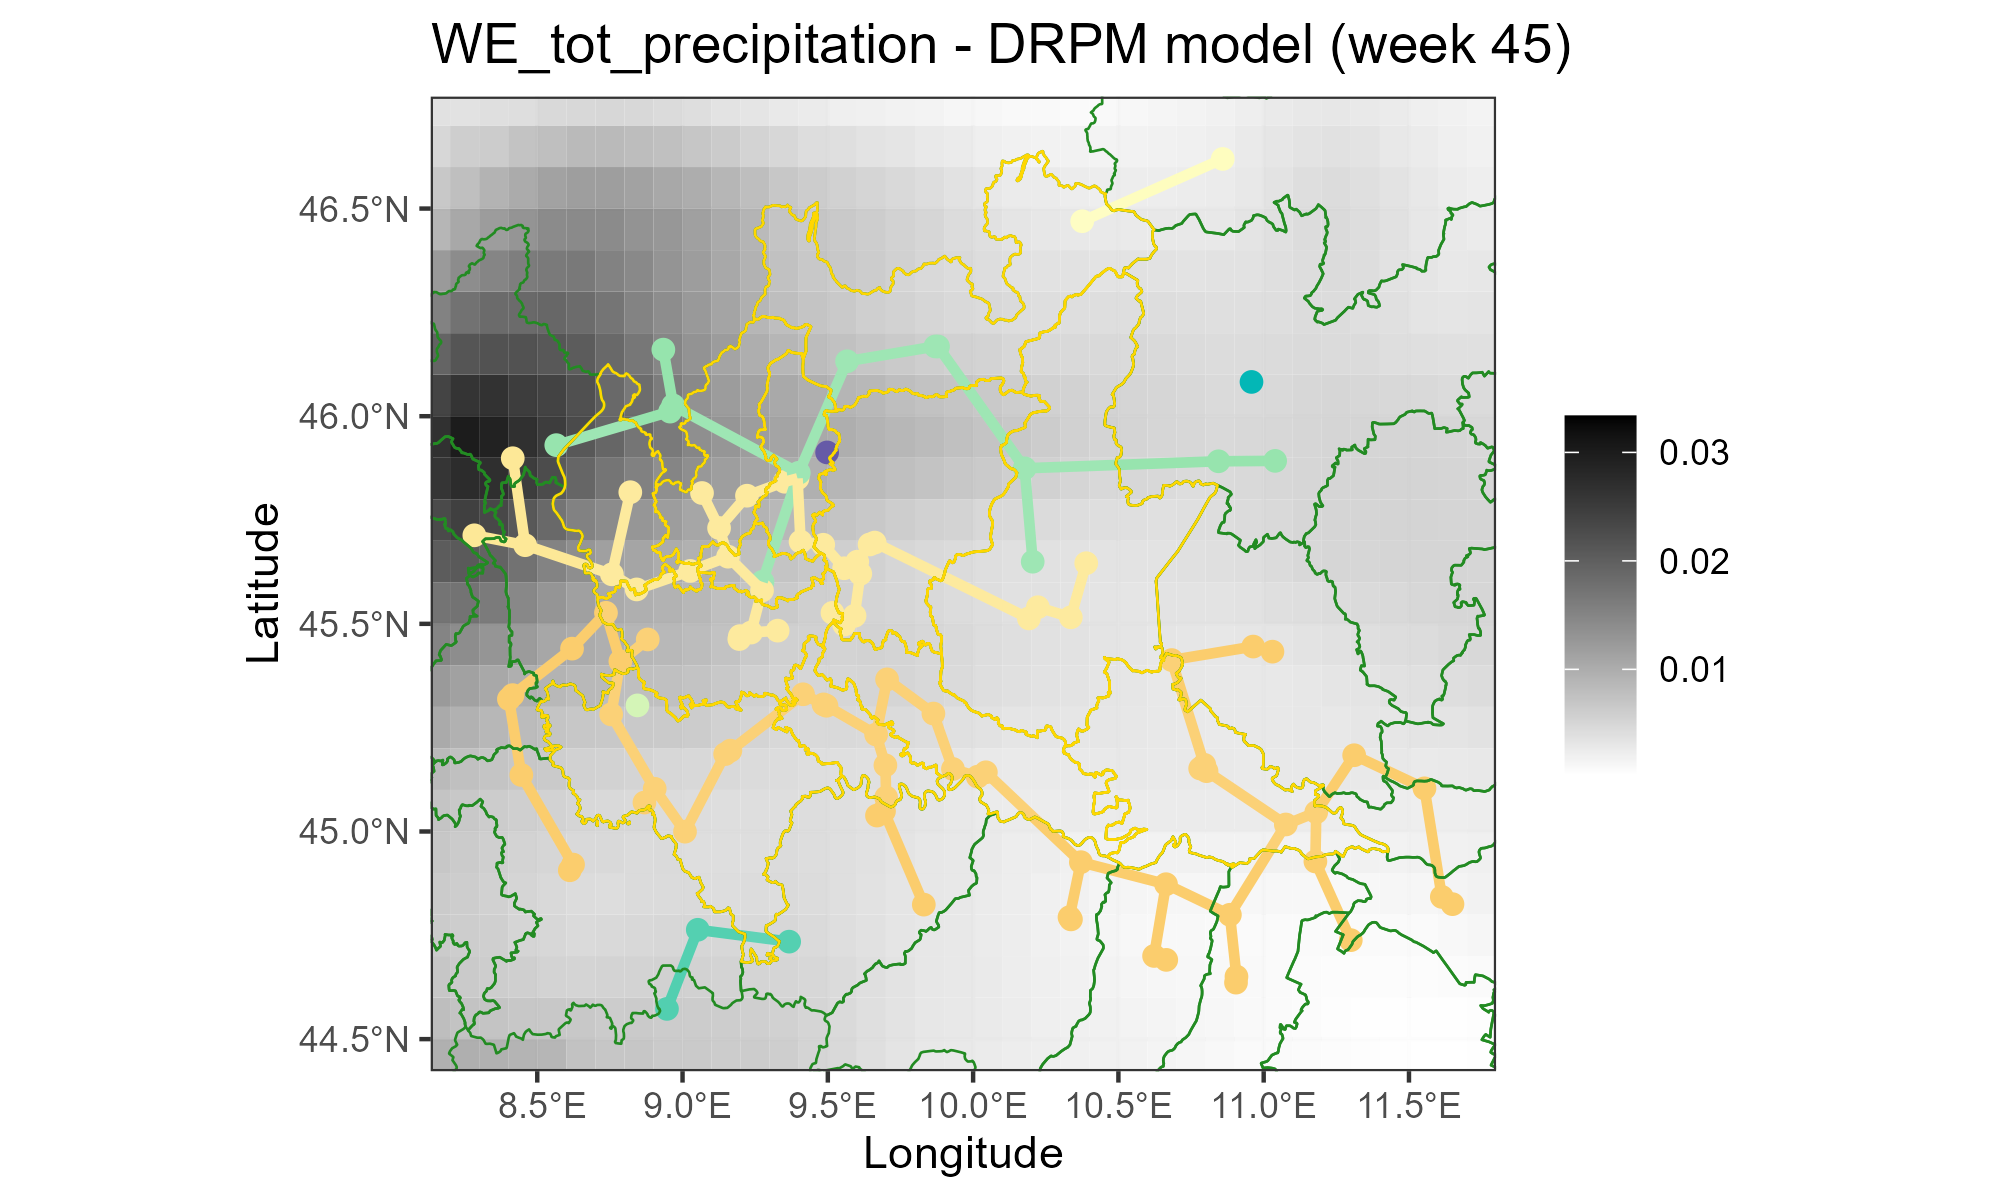 WE_tot_precipitation - DRPM model (week 45)
46.5°N
46.0°N
45.5°N
45.0°N
44.5°N
Latitude
8.5°E 9.0°E 9.5°E 10.0°E 10.5°E 11.0°E 11.5°E
Longitude
0.03
0.02
0.01